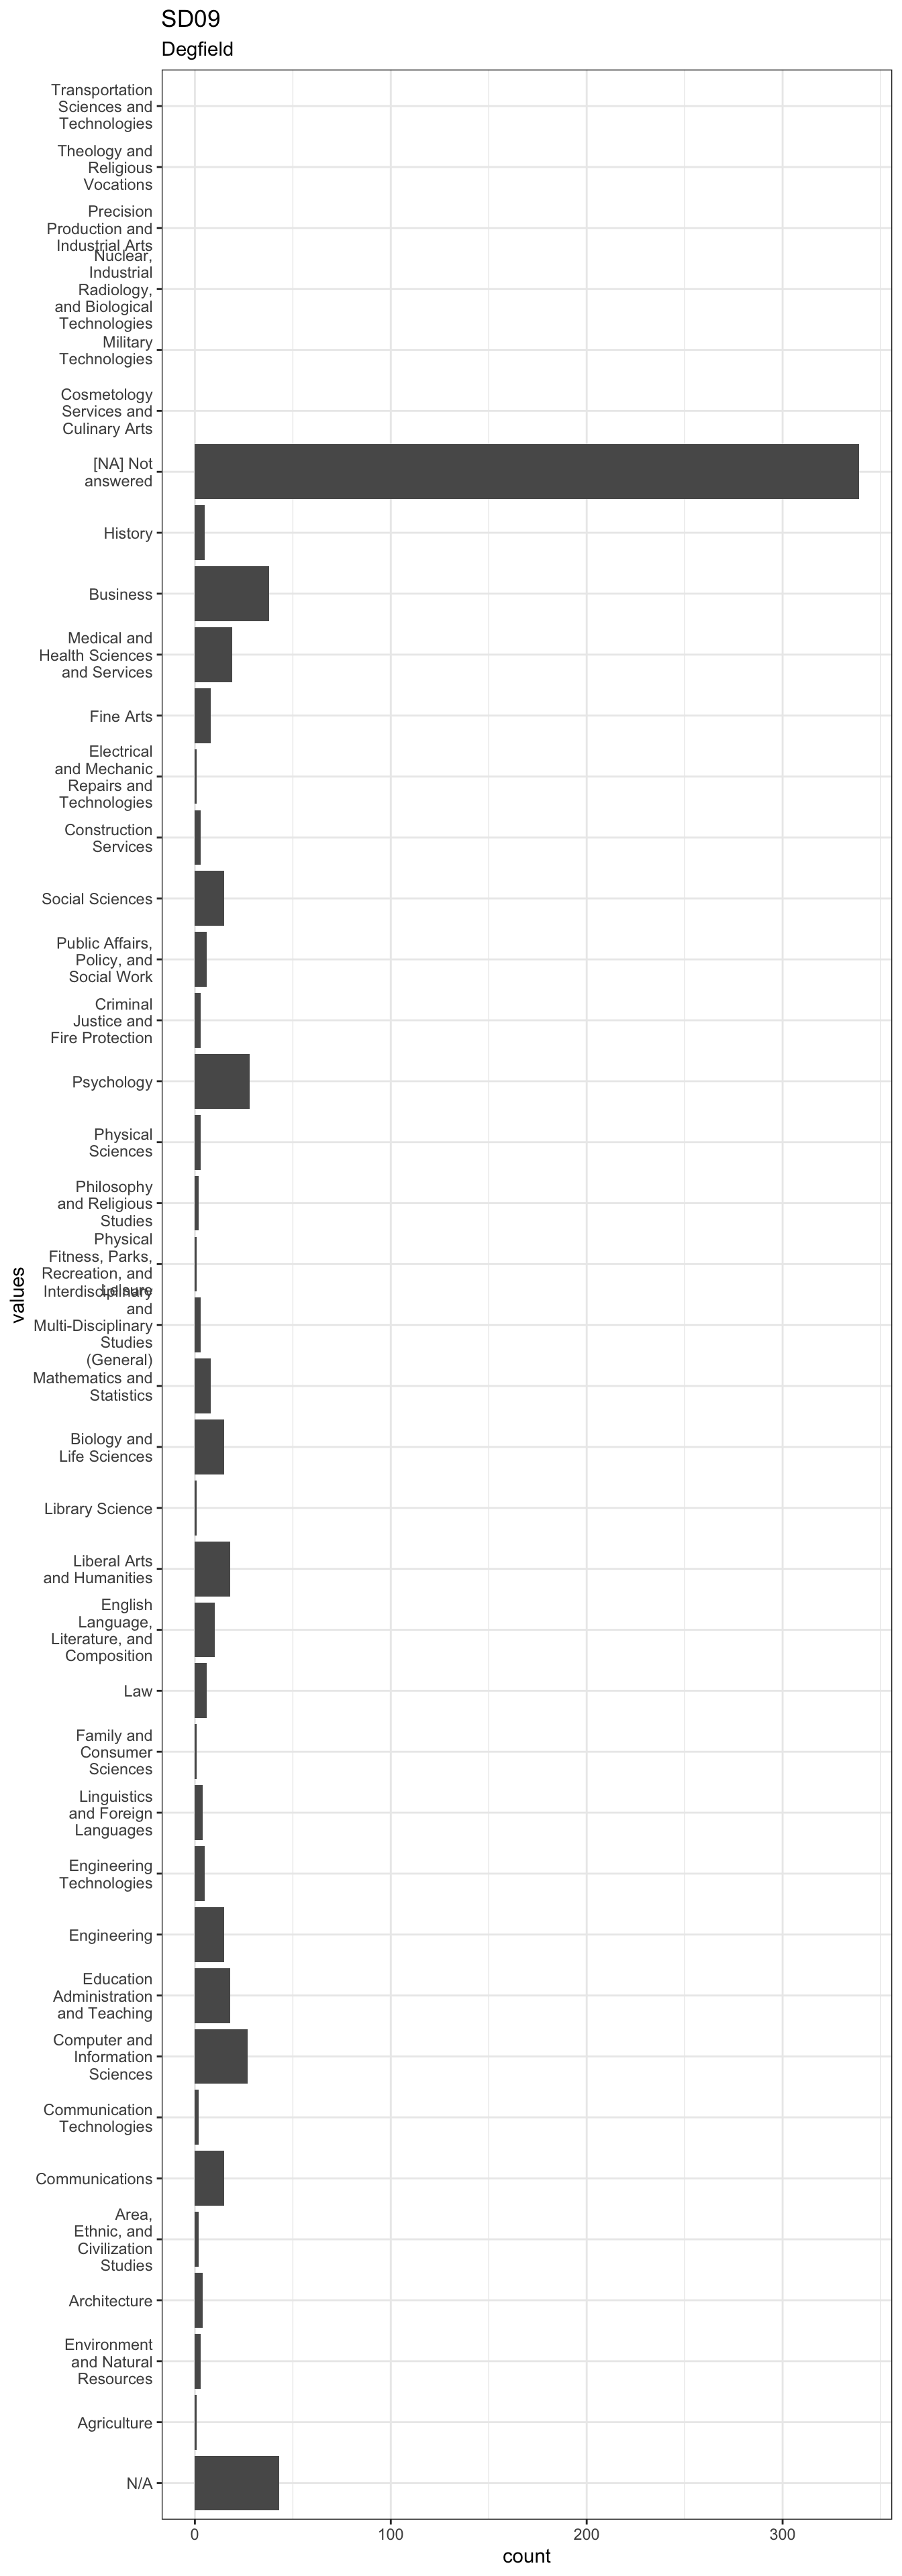 SD09
Degfield
Transportation
Sciences and
Technologies
Theology and
Religious
Vocations
Precision
Production and
Industrial Arts
Nuclear,
Industrial
Radiology,
and Biological
Technologies
Military
Technologies
Cosmetology
Services and
Culinary Arts
[NA] Not
answered
History
Business
Medical and
Health Sciences
and Services
Fine Arts
Electrical
and Mechanic
Repairs and
Technologies
Construction
Services
Social Sciences
Public Affairs,
Policy, and
Social Work
Criminal
Justice and
Fire Protection
Psychology
Physical
Sciences
Philosophy
and Religious
Studies
Physical
Fitness, Parks,
Recreation, and
Leisure
Interdisciplinary
and
Multi-Disciplinary
Studies
(General)
Mathematics and
Statistics
Biology and
Life Sciences
Library Science
Liberal Arts
and Humanities
English
Language,
Literature, and
Composition
Law
Family and
Consumer
Sciences
Linguistics
and Foreign
Languages
Engineering
Technologies
Engineering
Education
Administration
and Teaching
Computer and
Information
Sciences
Communication
Technologies
Communications
Area,
Ethnic, and
Civilization
Studies
Architecture
Environment
and Natural
Resources
Agriculture
N/A
values
0 100 200 300
count